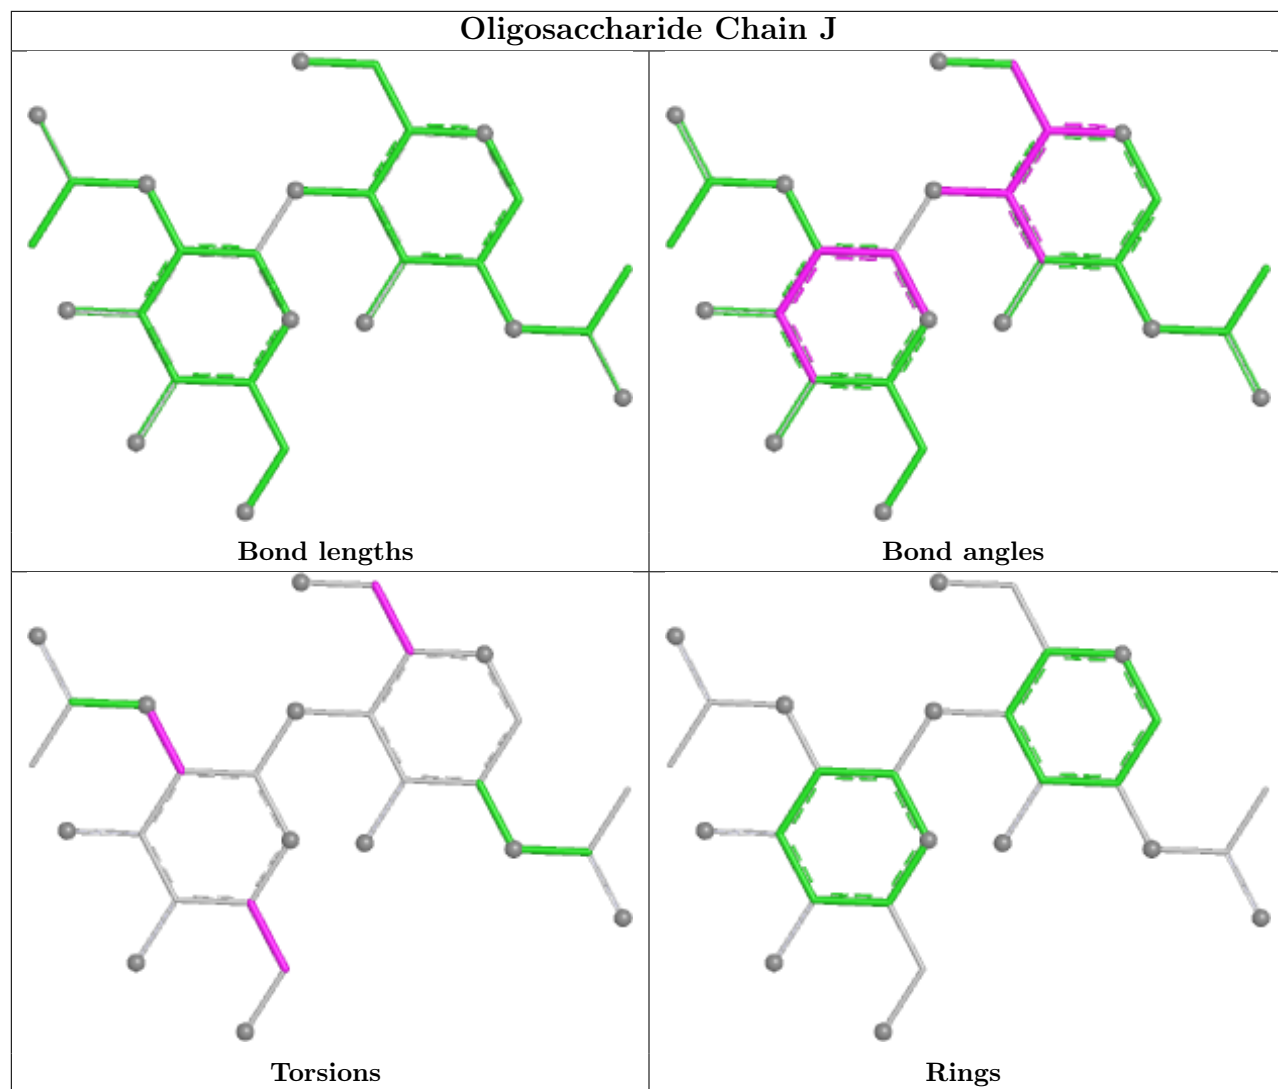 Oligosaccharide Chain J
Bond lengths
Bond angles
Torsions
Rings